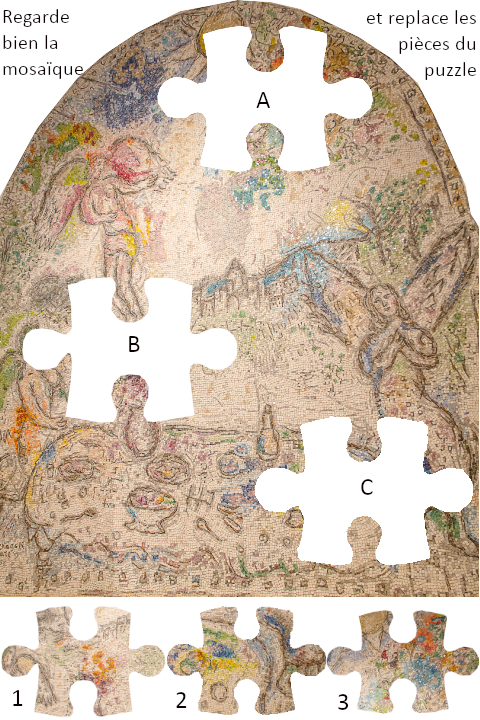 Regarde
bien la
mosaïque
et replace les
pièces du
puzzle
A
B
C
1
2
3